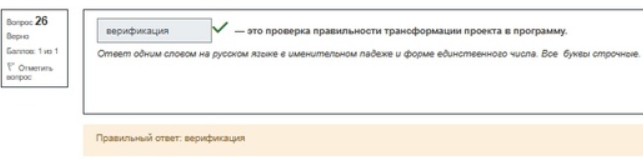 Вопрос 26
Верно
Баллов: 1 из 1
Отметить
вопрос
верификация — это проверка правильности трансформации проекта в программу.
Ответ одним словом на русском языке в именительном падеже и форме единственного числа. Все буквы строчные.
Правильный ответ: верификация